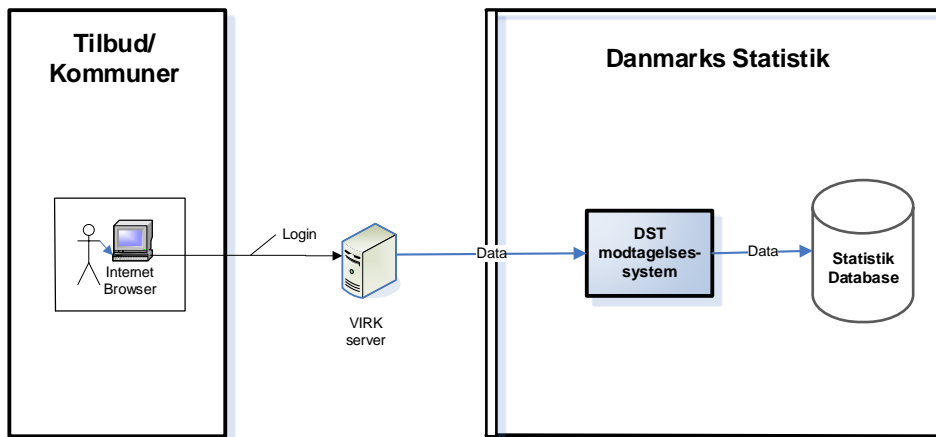 Tilbud/
Kommuner
Danmarks Statistik
Internet
Browser
Login
VIRK
server
Data
DST
modtagelses-
system
Data
Statistik
Database